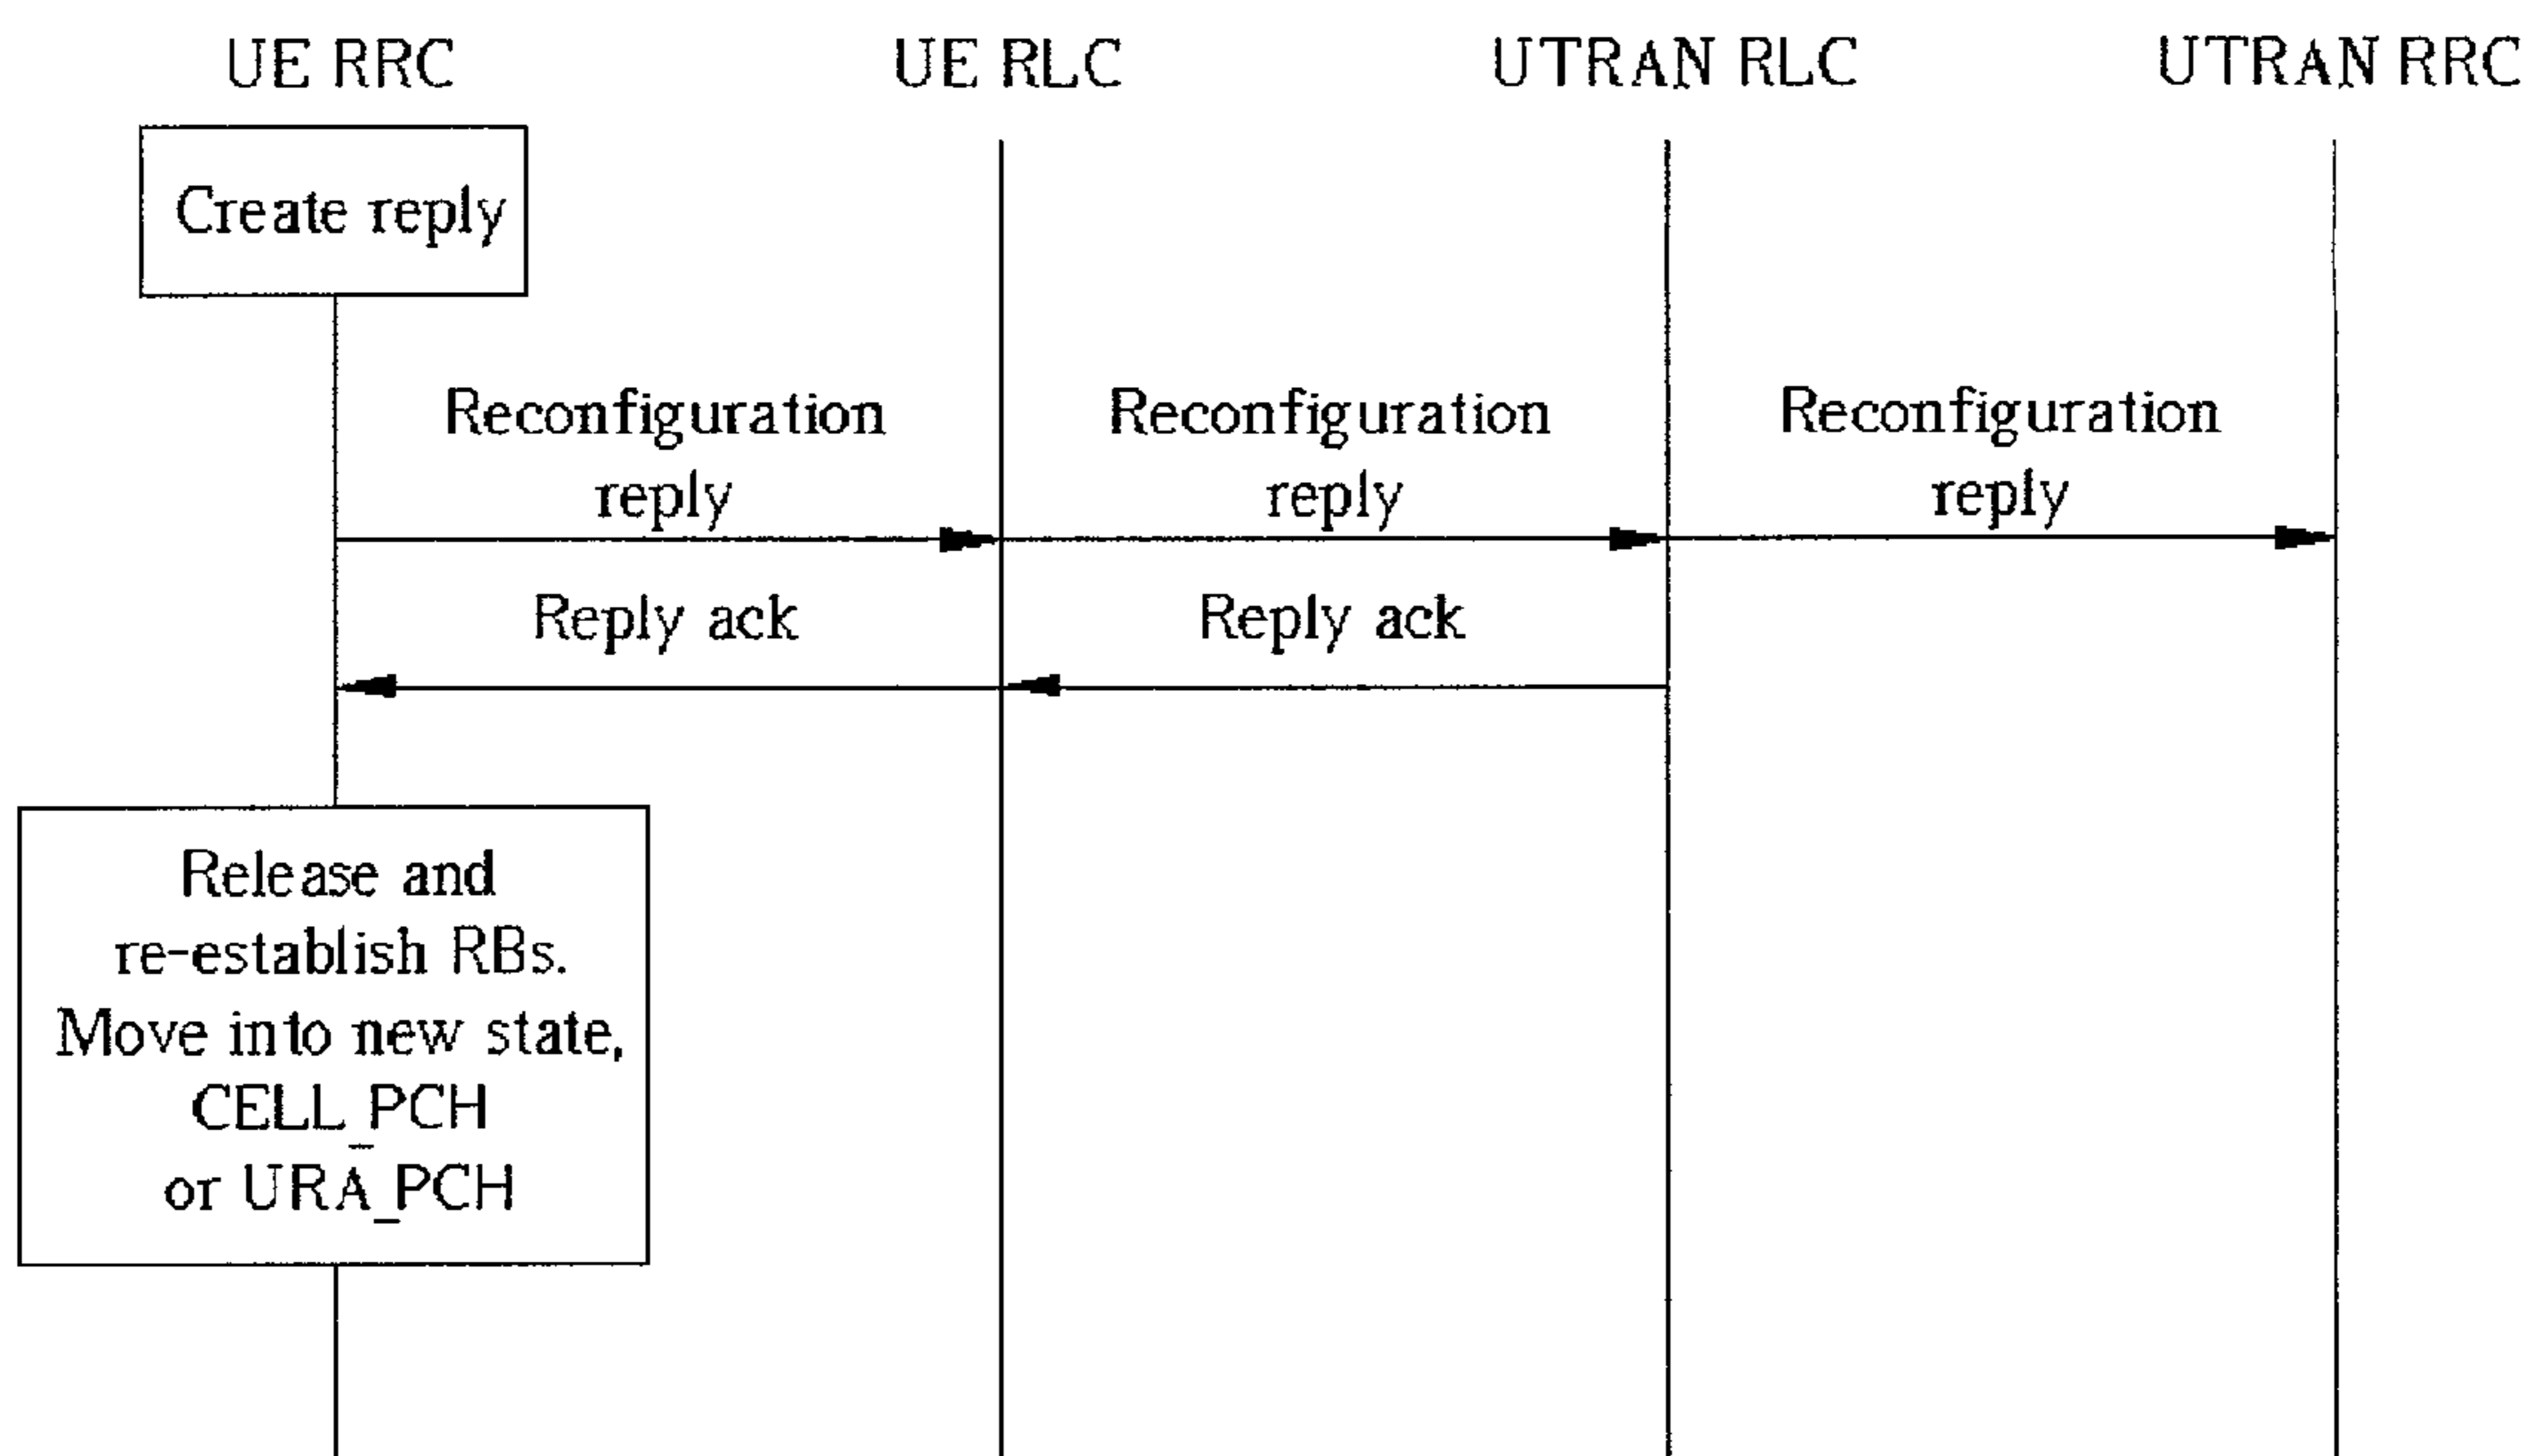 UE RRC UE RLC UTRAN RLC UTRAN RRC
Create reply
Reconfiguration
reply
Reconfiguration
reply
Reconfiguration
reply
Reply ack
Reply ack
Release and
re-establish RBs.
Move into new state,
CELL_PCH
or URA_PCH